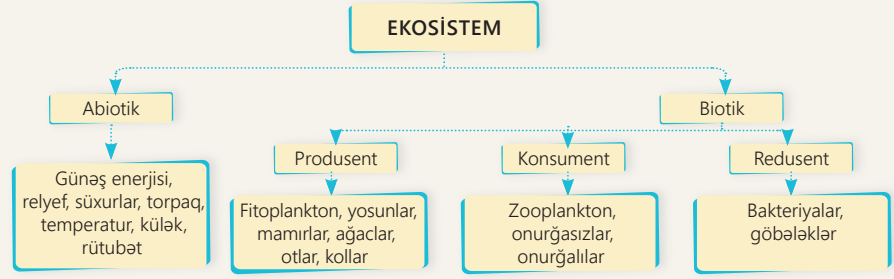 EKOSİSTEM
Abiotik
Biotik
Produsent
Konsument
Redusent
Günəş enerjisi,
relyef, süxurlar, torpaq,
temperatur, külək,
rütubət
Fitoplankton, yosunlar,
mamırlar, ağaclar,
otlar, kollar
Zooplankton,
onurğasızlar,
onurğalılar
Bakteriyalar,
göbələklər